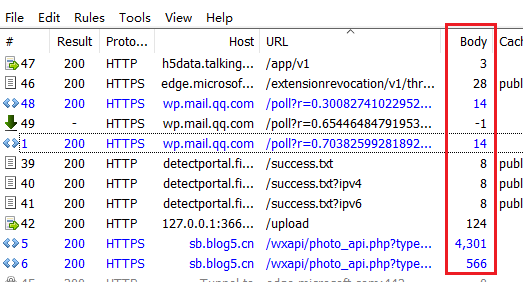 File Edit Rules Tools View Help
# Result Proto... Host URL Body Cach
47 200 HTTP h5data.talking... /app/v1 3
46 200 HTTPS edge.microsof... /extensionrevocation/v1/thr... 28 publ
48 200 HTTPS wp.mail.qq.com /poll?r=0.30082741022952... 14
49 - HTTPS wp.mail.qq.com /poll?r=0.65446484791953... -1
1 200 HTTPS wp.mail.qq.com /poll?r=0.70382599281892... 14
39 200 HTTP detectportal.fi... /success.txt 8 publ
40 200 HTTP detectportal.fi... /success.txt?ipv4 8 publ
41 200 HTTP detectportal.fi... /success.txt?ipv6 8 publ
42 200 HTTP 127.0.0.1:366... /upload 124
5 200 HTTPS sb.blog5.cn /wxapi/photo_api.php?type... 4,301
6 200 HTTPS sb.blog5.cn /wxapi/photo_api.php?type... 566